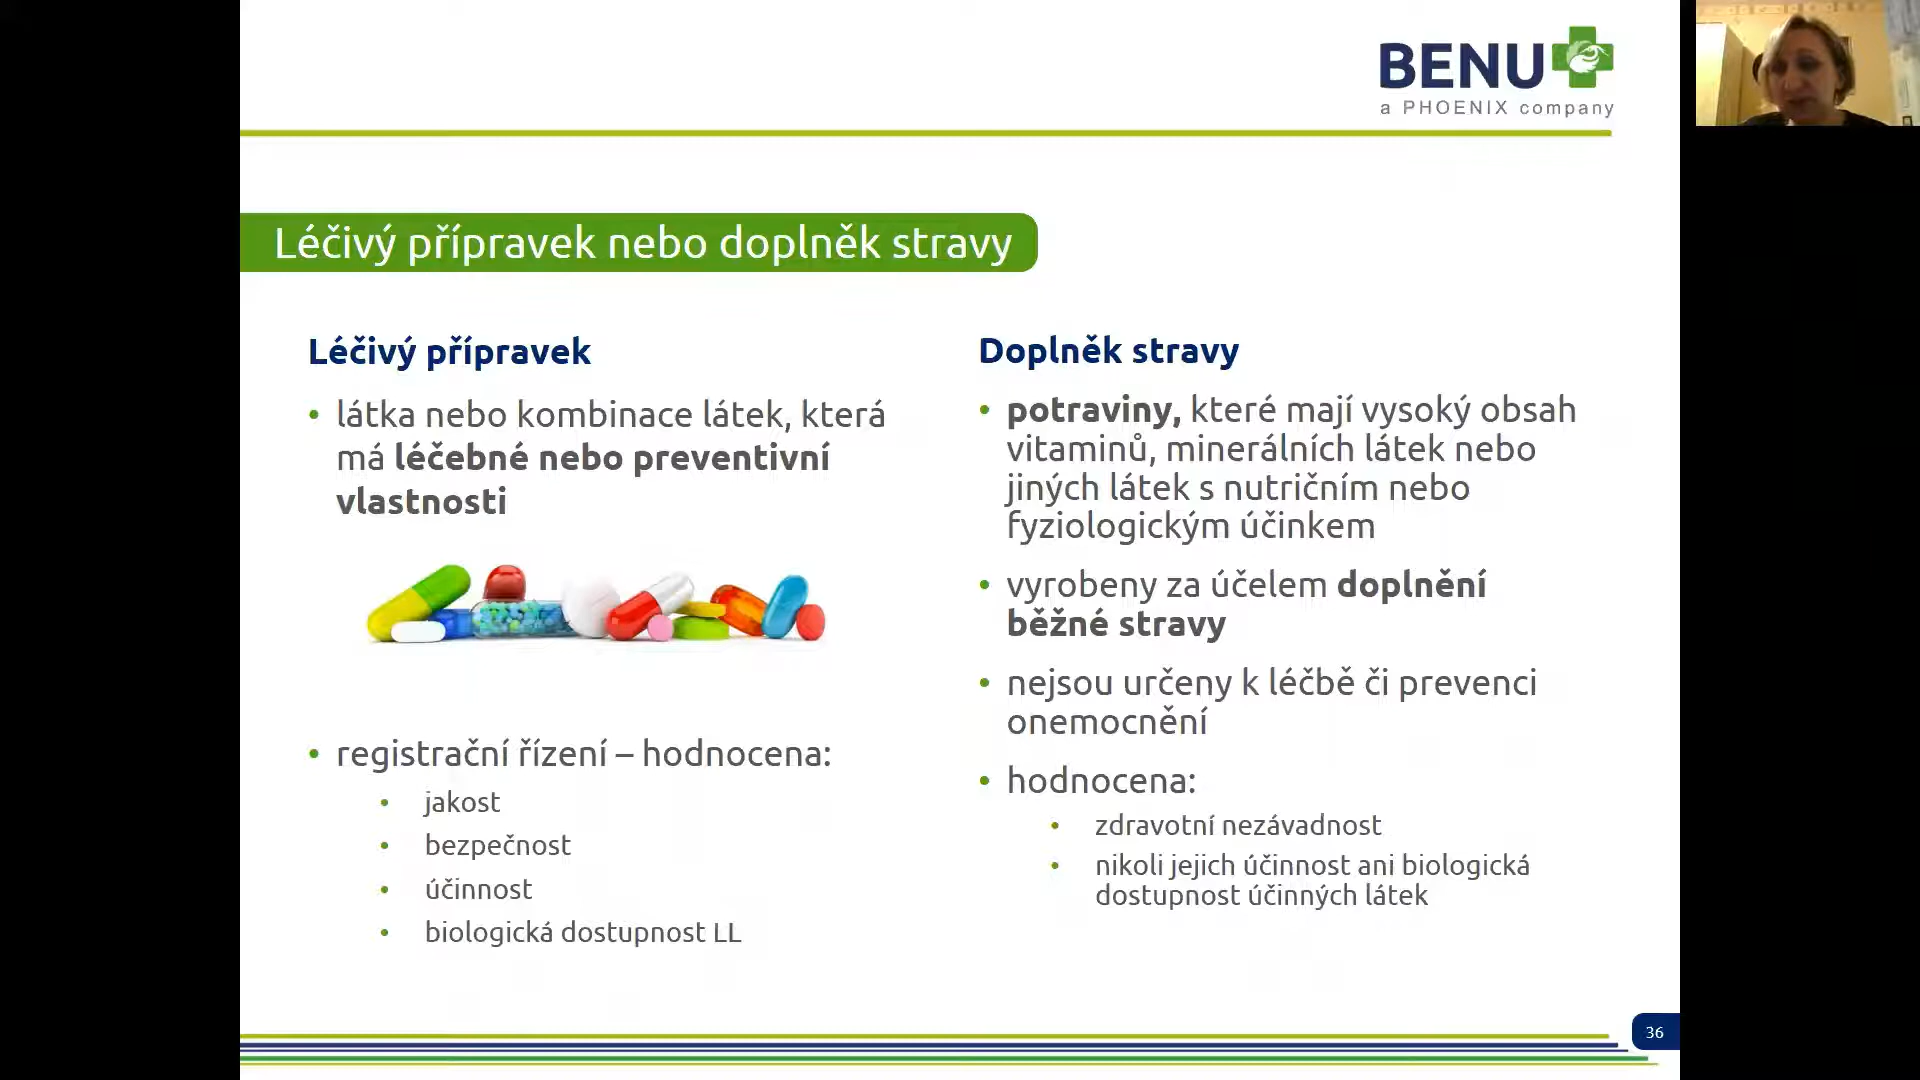 BENU
a PHOENIX company
Léčivý přípravek nebo doplněk stravy
Léčivý přípravek
• látka nebo kombinace látek, která
má léčebné nebo preventivní
vlastnosti
• registrační řízení – hodnocena:
• jakost
• bezpečnost
• účinnost
• biologická dostupnost LL
Doplněk stravy
• potraviny, které mají vysoký obsah
vitaminů, minerálních látek nebo
jiných látek s nutričním nebo
fyziologickým účinkem
• vyrobeny za účelem doplnění
běžné stravy
• nejsou určeny k léčbě či prevenci
onemocnění
• hodnocena:
• zdravotní nezávadnost
• nikoli jejich účinnost ani biologická
dostupnost účinných látek
36